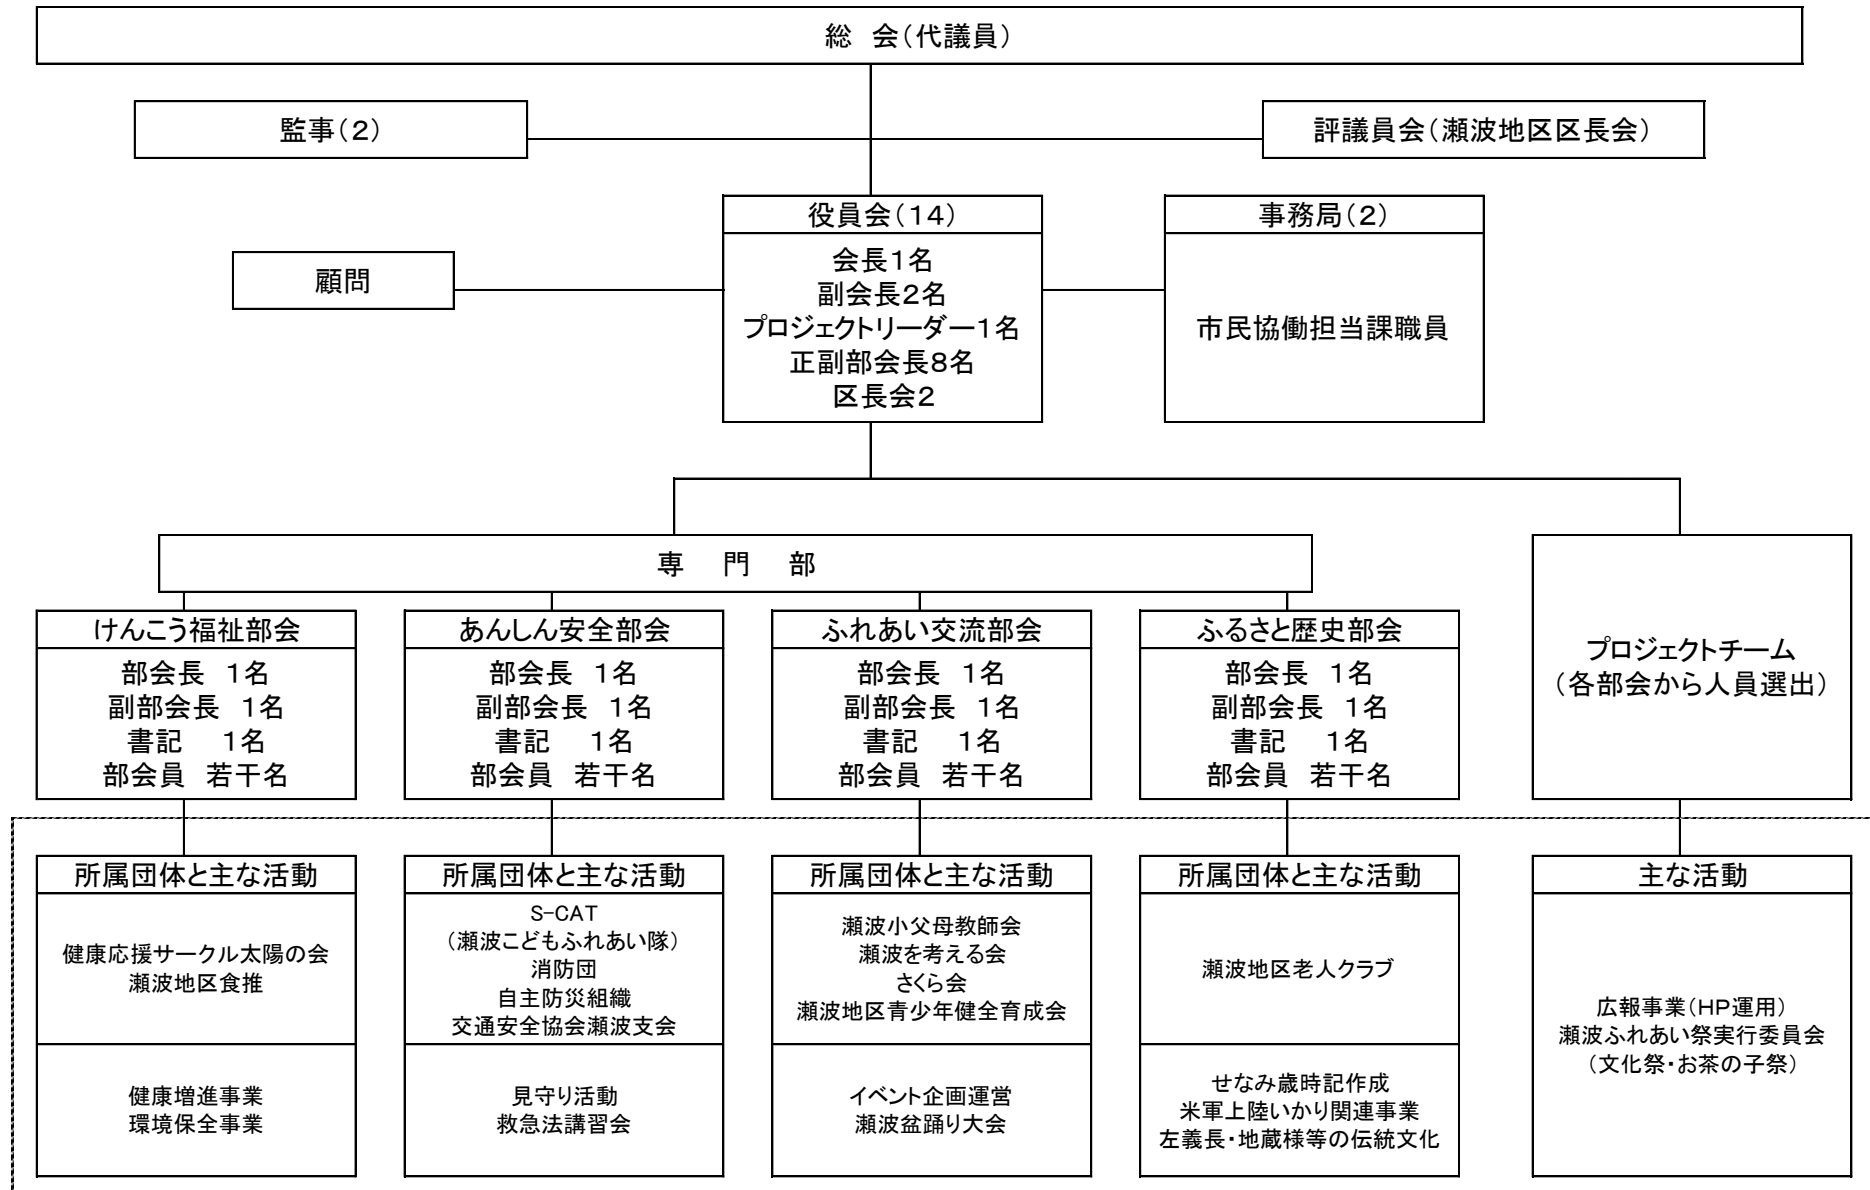 総　会（代議員）
監事（２）
評議員会（瀬波地区区長会）
役員会（１４）
会長１名
副会長２名
プロジェクトリーダー１名
正副部会長８名
区長会２
事務局（２）
市民協働担当課職員
顧問
専　門　部
けんこう福祉部会
部会長　１名
副部会長　１名
書記　　１名
部会員　若干名
あんしん安全部会
部会長　１名
副部会長　１名
書記　　１名
部会員　若干名
ふれあい交流部会
部会長　１名
副部会長　１名
書記　　１名
部会員　若干名
ふるさと歴史部会
部会長　１名
副部会長　１名
書記　　１名
部会員　若干名
プロジェクトチーム
（各部会から人員選出）
所属団体と主な活動
健康応援サークル太陽の会
瀬波地区食推
健康増進事業
環境保全事業
所属団体と主な活動
S-CAT
（瀬波こどもふれあい隊）
消防団
自主防災組織
交通安全協会瀬波支会
見守り活動
救急法講習会
所属団体と主な活動
瀬波小父母教師会
瀬波を考える会
さくら会
瀬波地区青少年健全育成会
イベント企画運営
瀬波盆踊り大会
所属団体と主な活動
瀬波地区老人クラブ
せなみ歳時記作成
米軍上陸いかり関連事業
左義長・地蔵様等の伝統文化
主な活動
広報事業（ＨＰ運用）
瀬波ふれあい祭実行委員会
（文化祭・お茶の子祭）